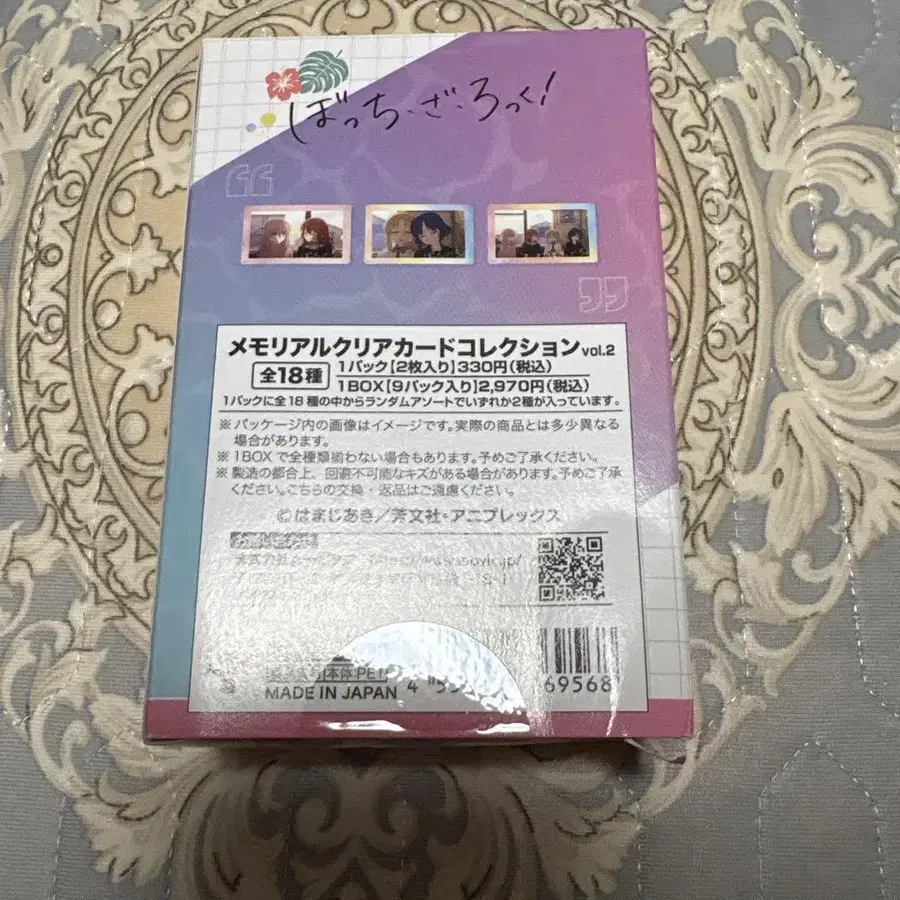 ぼっち・ざ・ろっく!
メモリアルクリアカードコレクション vol.2
全18種
1パック【2枚入り】330円(税込)
1BOX【9パック入り】2,970円(税込)
1パックに全18種の中からランダムアソートでいずれか2種が入っています。
※パッケージ内の画像はイメージです。実際の商品とは多少異なる
場合があります。
※1BOXで全種類揃わない場合もあります。予めご了承ください。
※製造の都合上、回避不可能なキズがある場合があります。予めご了承
ください。こちらの交換・返品はご遠慮ください。
©はまじあき/芳文社・アニプレックス
本体 PET
MADE IN JAPAN
4
69568